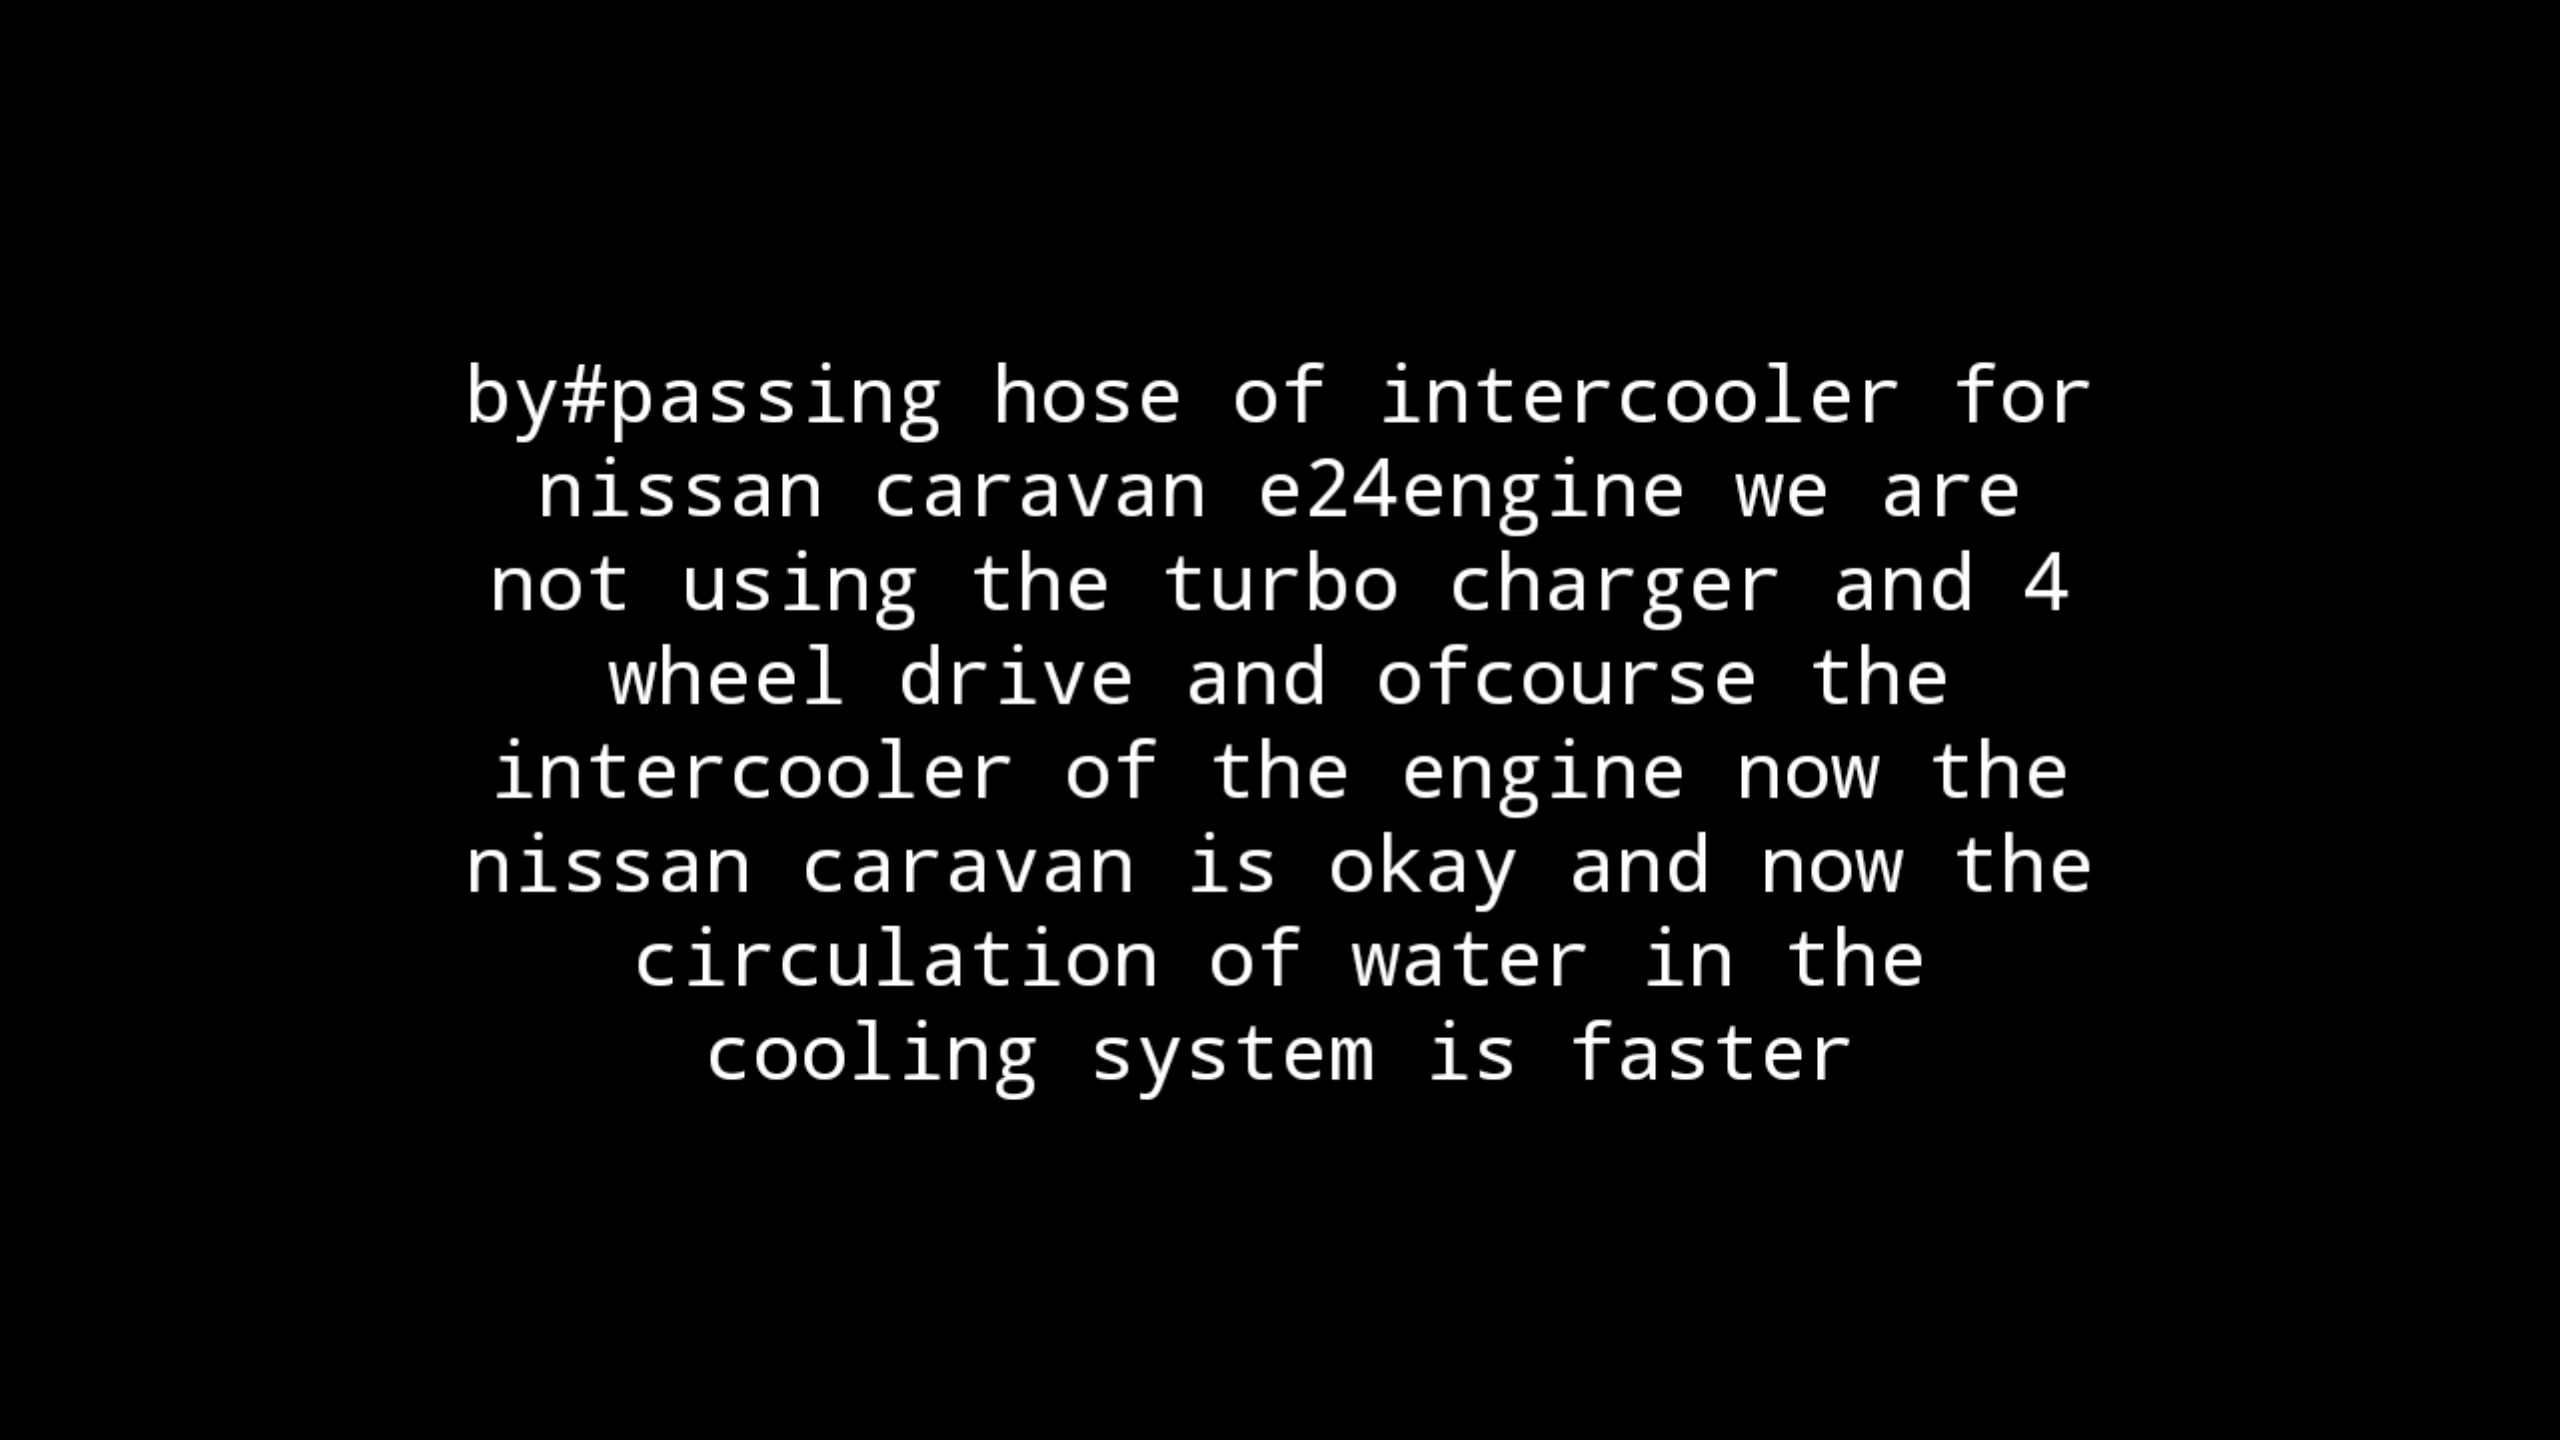 by#passing hose of intercooler for
nissan caravan e24engine we are
not using the turbo charger and 4
wheel drive and ofcourse the
intercooler of the engine now the
nissan caravan is okay and now the
circulation of water in the
cooling system is faster